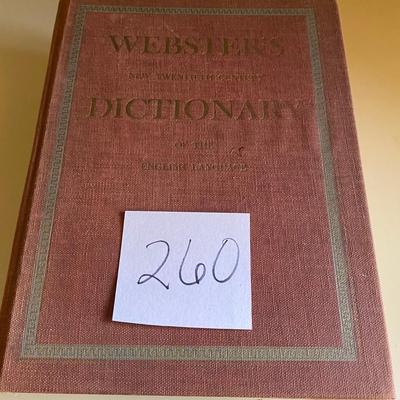 WEBSTER'S
NEW TWENTIETH CENTURY
DICTIONARY
OF THE
ENGLISH LANGUAGE
260